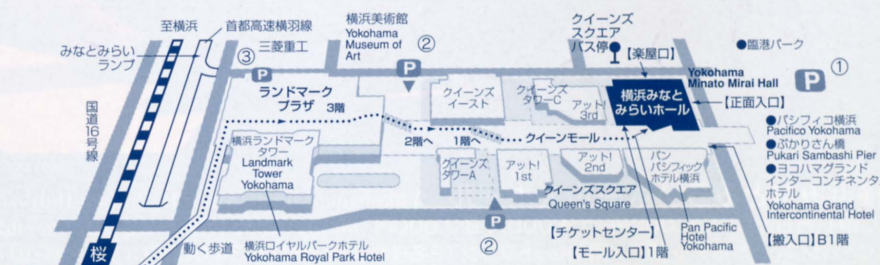 至横浜
首都高速横羽線
みなとみらい
ランプ
三菱重工
横浜美術館
Yokohama
Museum of
Art
②
③
P
P
クイーンズ
スクエア
バス停
【楽屋口】
●臨港パーク
Yokohama
Minato Mirai Hall
P
①
国道16号線
ランドマーク
プラザ
3階
クイーンズ
イースト
クイーンズ
タワーC
アット!
3rd
横浜みなと
みらいホール
【正面入口】
●パシフィコ横浜
Pacifico Yokohama
●ぷかりさん橋
Pukari Sambashi Pier
●ヨコハマグランド
インターコンチネンタ
ホテル
Yokohama Grand
Intercontinental Hotel
2階へ
1階へ
クイーンモール
横浜ランドマーク
タワー
Landmark
Tower
Yokohama
クイーンズ
タワーA
アット!
1st
アット!
2nd
パン
パシフィック
ホテル横浜
クイーンズスクエア
Queen's Square
P
②
【チケットセンター】
【モール入口】1階
Pan Pacific
Hotel
Yokohama
【搬入口】B1階
桜
動く歩道
横浜ロイヤルパークホテル
Yokohama Royal Park Hotel